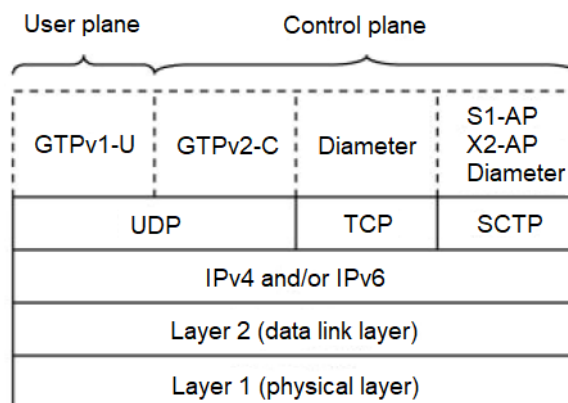 User plane
Control plane
GTPv1-U
GTPv2-C
Diameter
S1-AP
X2-AP
Diameter
UDP
TCP
SCTP
IPv4 and/or IPv6
Layer 2 (data link layer)
Layer 1 (physical layer)